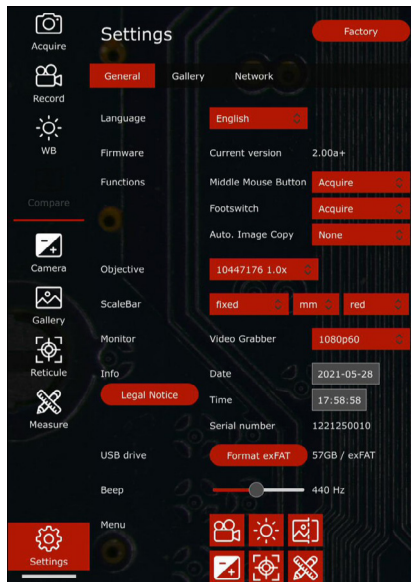 Acquire
Record
WB
Compare
Camera
Gallery
Reticule
Measure
Settings
Settings
Factory
General Gallery Network
Language English
Firmware Current version 2.00a+
Functions Middle Mouse Button Acquire
Footswitch Acquire
Auto. Image Copy None
Objective 10447176 1.0x
ScaleBar fixed mm red
Monitor Video Grabber 1080p60
Info Date 2021-05-28
Legal Notice Time 17:58:58
Serial number 1221250010
USB drive Format exFAT 57GB / exFAT
Beep 440 Hz
Menu